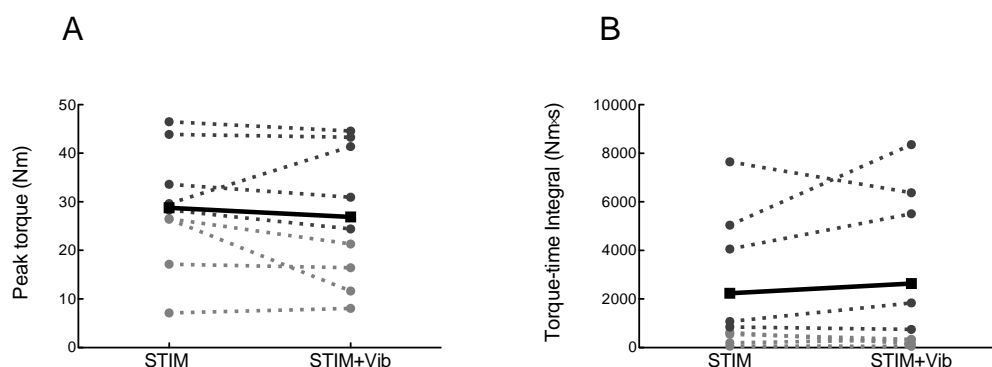 A
Peak torque (Nm)
50
40
30
20
10
0
STIM
STIM+Vib
B
Torque-time Integral (Nm×s)
10000
8000
6000
4000
2000
0
STIM
STIM+Vib